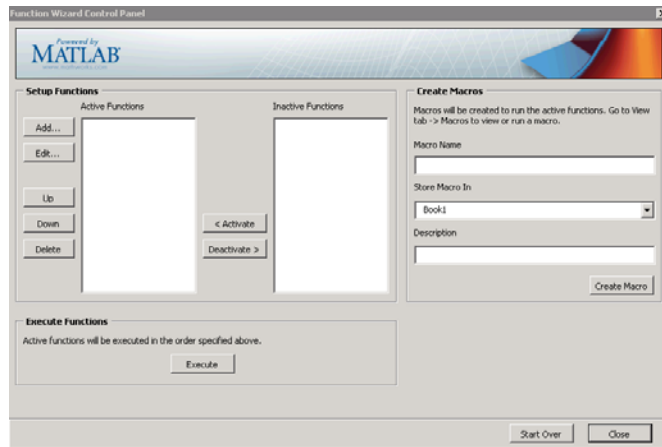 Function Wizard Control Panel
Powered by
MATLAB
www.mathworks.com
Setup Functions
Active Functions
Inactive Functions
Add...
Edit...
Up
Down
Delete
< Activate
Deactivate >
Execute Functions
Active functions will be executed in the order specified above.
Execute
Create Macros
Macros will be created to run the active functions. Go to View
tab -> Macros to view or run a macro.
Macro Name
Store Macro In
Book1
Description
Create Macro
Start Over
Close